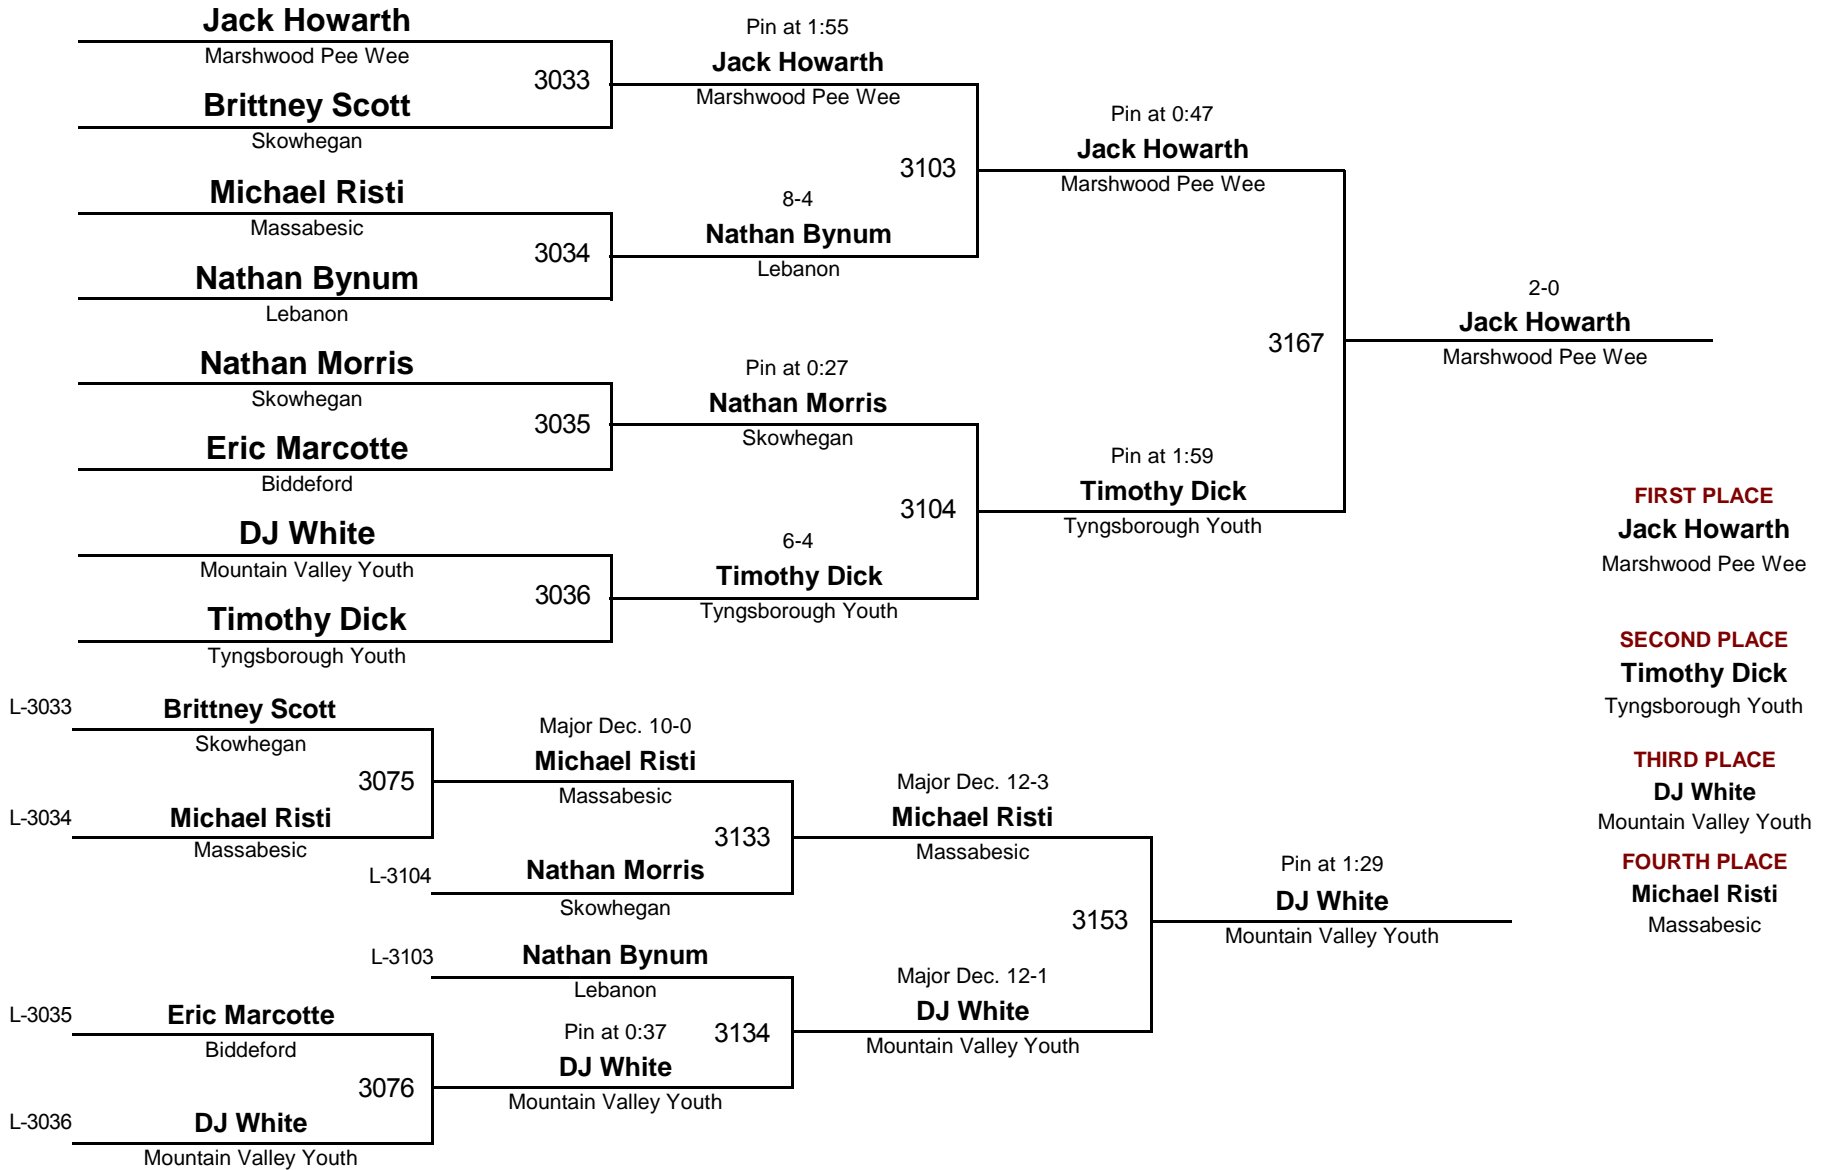 Jack Howarth
Marshwood Pee Wee
3033
Brittney Scott
Skowhegan
Michael Risti
Massabesic
3034
Nathan Bynum
Lebanon
Nathan Morris
Skowhegan
3035
Eric Marcotte
Biddeford
DJ White
Mountain Valley Youth
3036
Timothy Dick
Tyngsborough Youth
Pin at 1:55
Jack Howarth
Marshwood Pee Wee
3103
8-4
Nathan Bynum
Lebanon
Pin at 0:27
Nathan Morris
Skowhegan
3104
6-4
Timothy Dick
Tyngsborough Youth
Pin at 0:47
Jack Howarth
Marshwood Pee Wee
3167
Pin at 1:59
Timothy Dick
Tyngsborough Youth
2-0
Jack Howarth
Marshwood Pee Wee
FIRST PLACE
Jack Howarth
Marshwood Pee Wee
SECOND PLACE
Timothy Dick
Tyngsborough Youth
THIRD PLACE
DJ White
Mountain Valley Youth
FOURTH PLACE
Michael Risti
Massabesic
L-3033
Brittney Scott
Skowhegan
3075
L-3034
Michael Risti
Massabesic
Major Dec. 10-0
Michael Risti
Massabesic
3133
L-3104
Nathan Morris
Skowhegan
L-3103
Nathan Bynum
Lebanon
3134
L-3035
Eric Marcotte
Biddeford
3076
L-3036
DJ White
Mountain Valley Youth
Pin at 0:37
DJ White
Mountain Valley Youth
Major Dec. 12-3
Michael Risti
Massabesic
3153
Major Dec. 12-1
DJ White
Mountain Valley Youth
Pin at 1:29
DJ White
Mountain Valley Youth